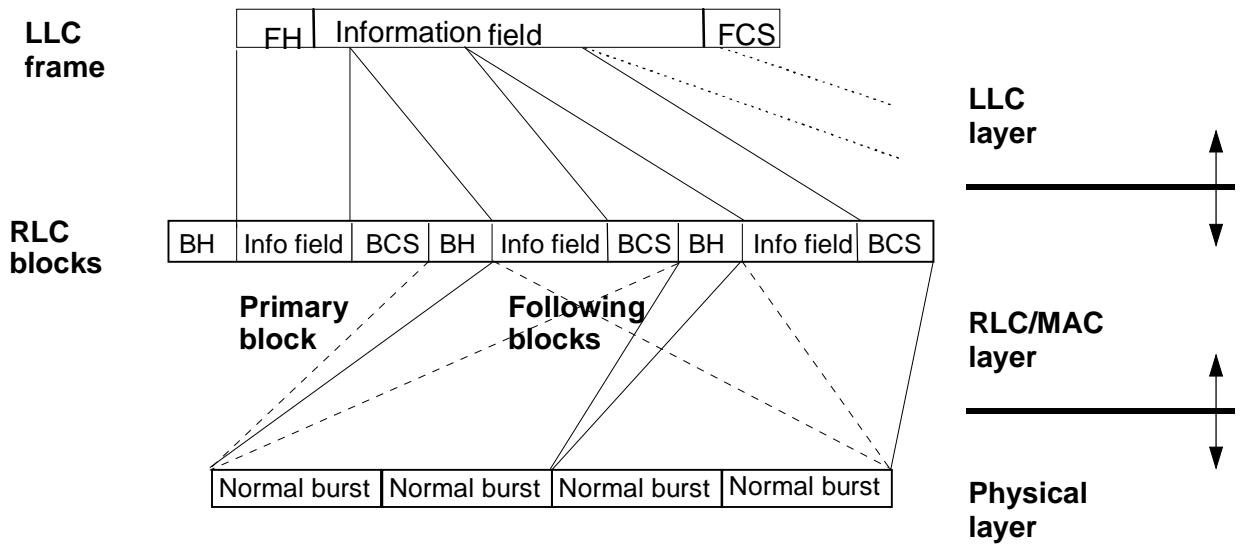 LLC
frame
FH
Information field
FCS
LLC
layer
RLC
blocks
BH
Info field
BCS
BH
Info field
BCS
BH
Info field
BCS
Primary
block
Following
blocks
RLC/MAC
layer
Normal burst
Normal burst
Normal burst
Normal burst
Physical
layer